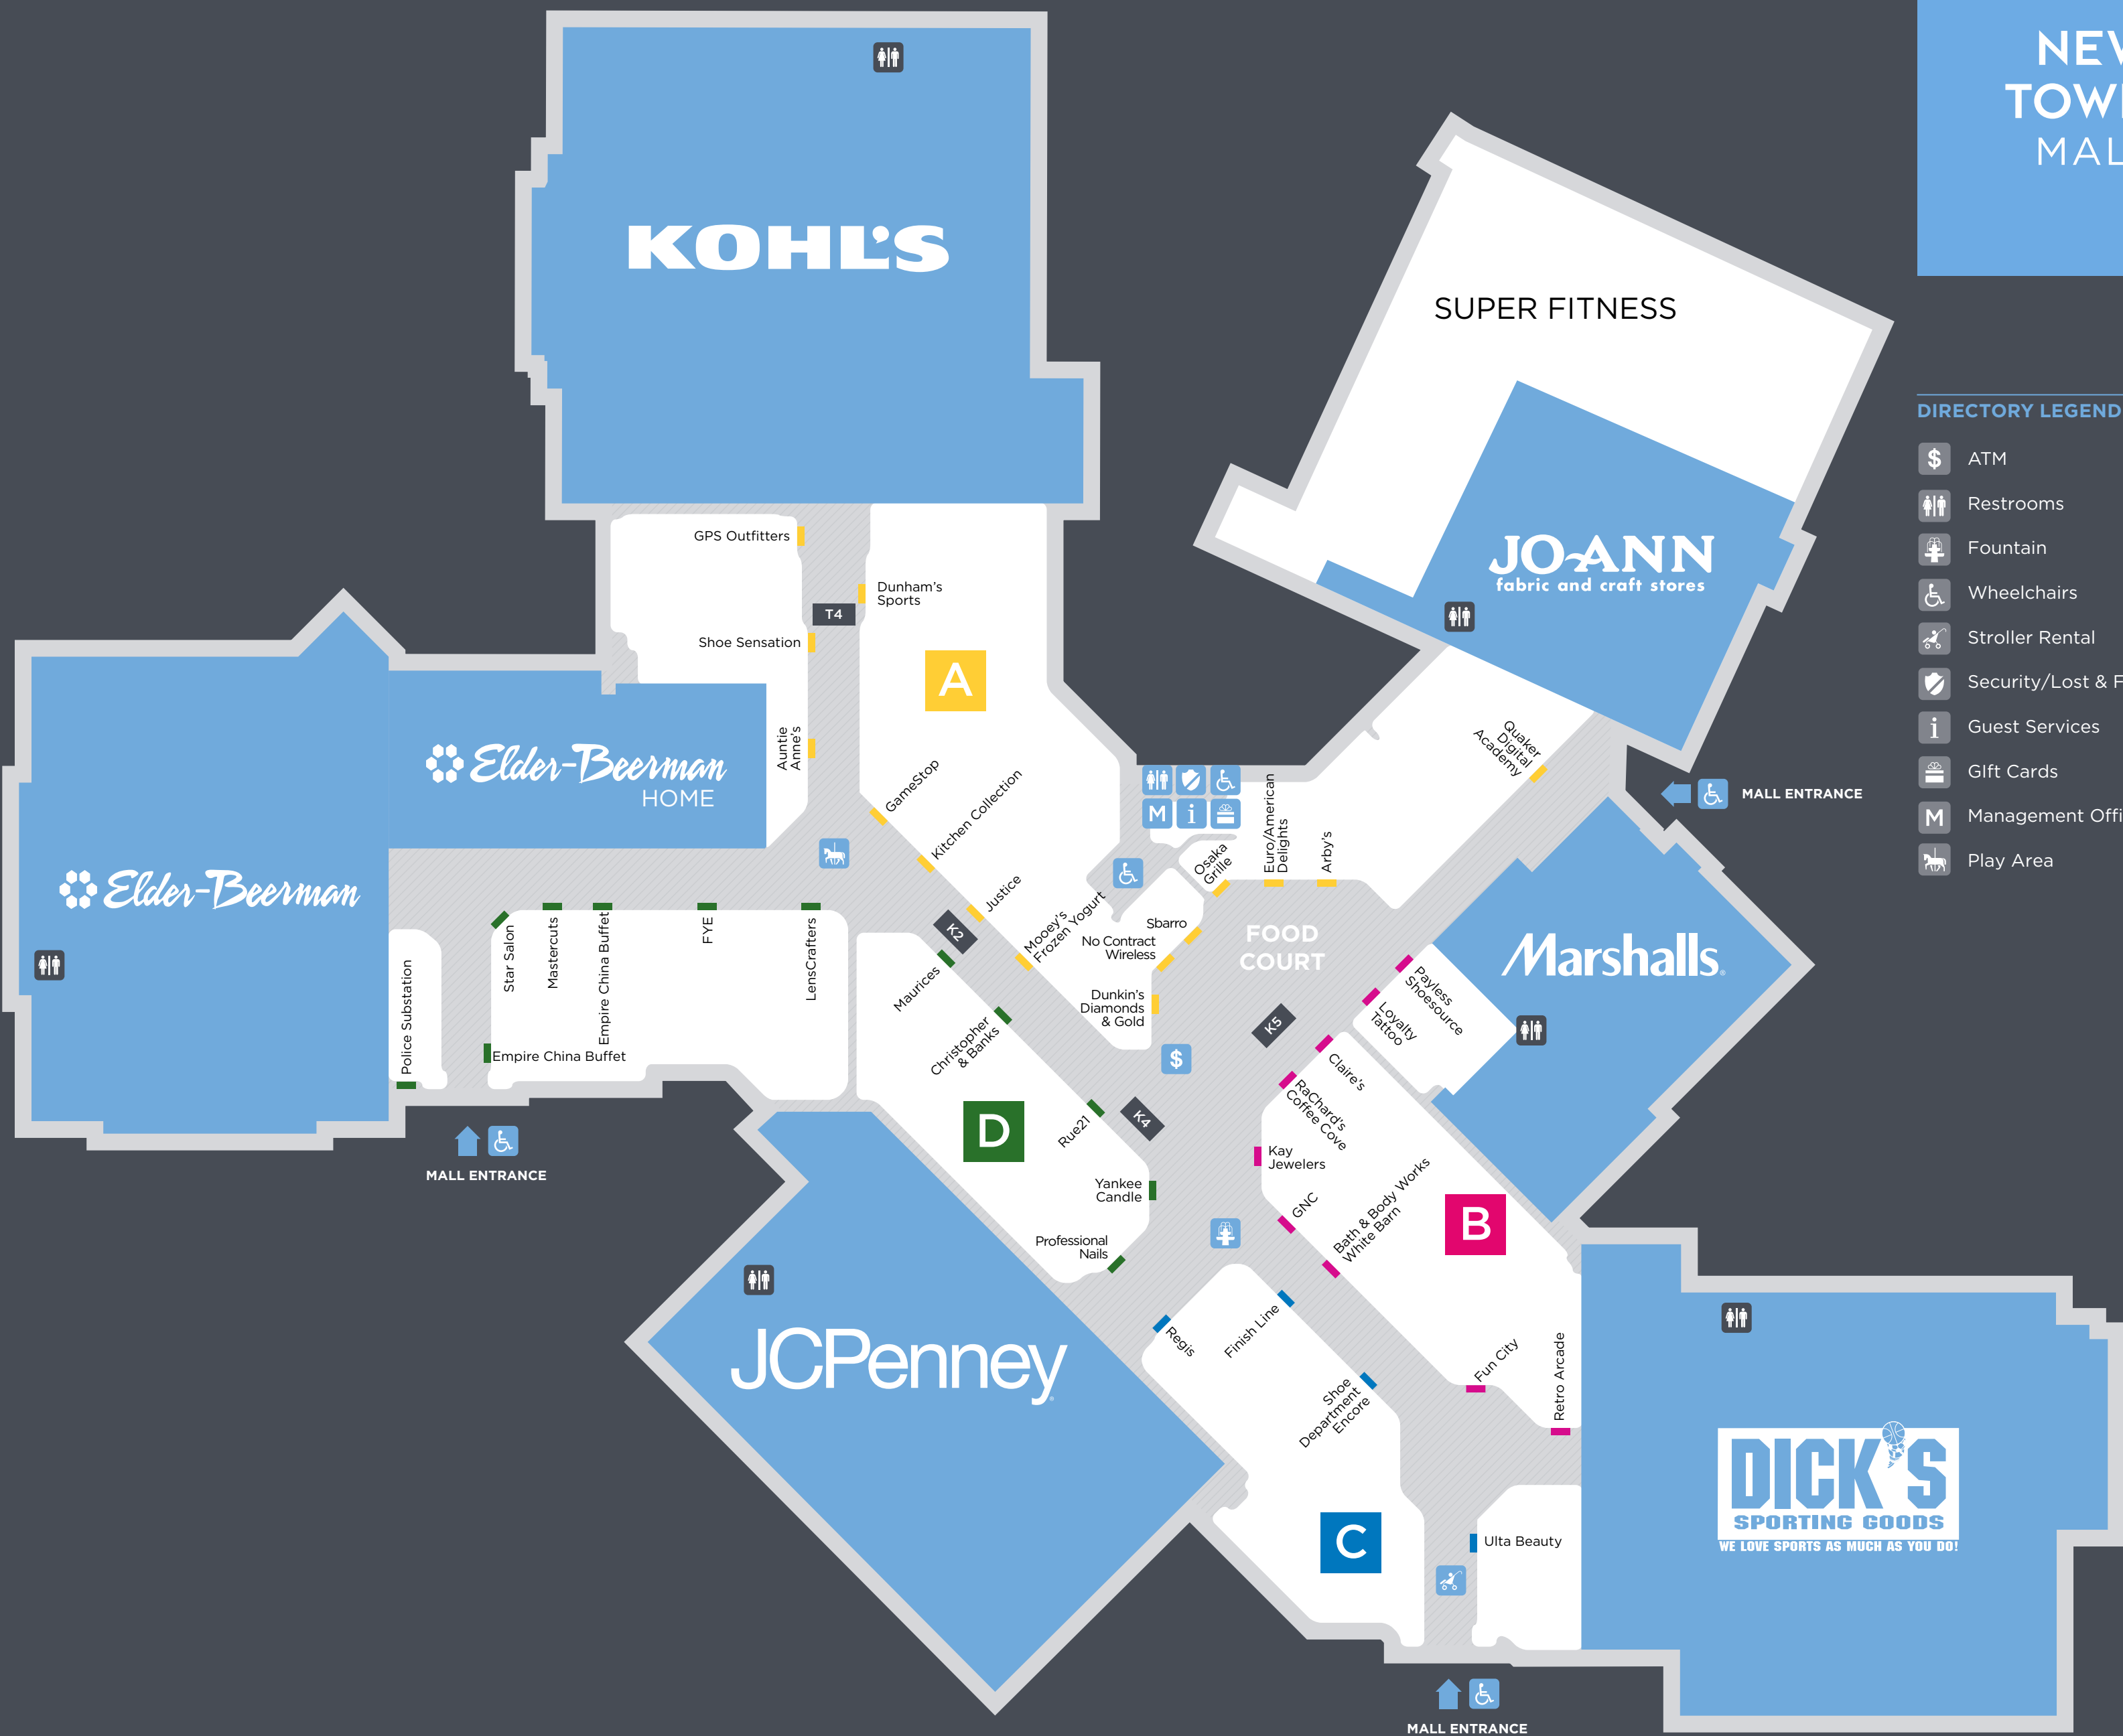 NEW
TOW
MAL
KOHL'S
SUPER FITNESS
DIRECTORY LEGEND
$
ATM
Restrooms
Fountain
Wheelchairs
Stroller Rental
Security/Lost & F
i
Guest Services
GIft Cards
M
Management Offi
Play Area
GPS Outfitters
Dunham's
Sports
T4
Shoe Sensation
A
JO-ANN
fabric and craft stores
Auntie
Anne's
Elder-Beerman
HOME
Elder-Beerman
GameStop
Kitchen Collection
Justice
Mooey's
Frozen Yogurt
K2
M
i
Osaka
Grille
Euro/American
Delights
Arby's
Quaker
Digital
Academy
MALL ENTRANCE
Sbarro
No Contract
Wireless
Dunkin's
Diamonds
& Gold
FOOD
COURT
Marshalls
Police Substation
Star Salon
Mastercuts
Empire China Buffet
FYE
LensCrafters
Empire China Buffet
MALL ENTRANCE
Maurices
Christopher
& Banks
D
Rue21
K4
$
K5
Yankee
Candle
Professional
Nails
Payless
Shoesource
Loyalty
Tattoo
Claire's
RaChard's
Coffee Cove
Kay
Jewelers
GNC
Bath & Body Works
White Barn
B
JCPenney
Regis
Finish Line
Shoe
Department
Encore
Fun City
Retro Arcade
DICK'S
SPORTING GOODS
WE LOVE SPORTS AS MUCH AS YOU DO!
C
Ulta Beauty
MALL ENTRANCE